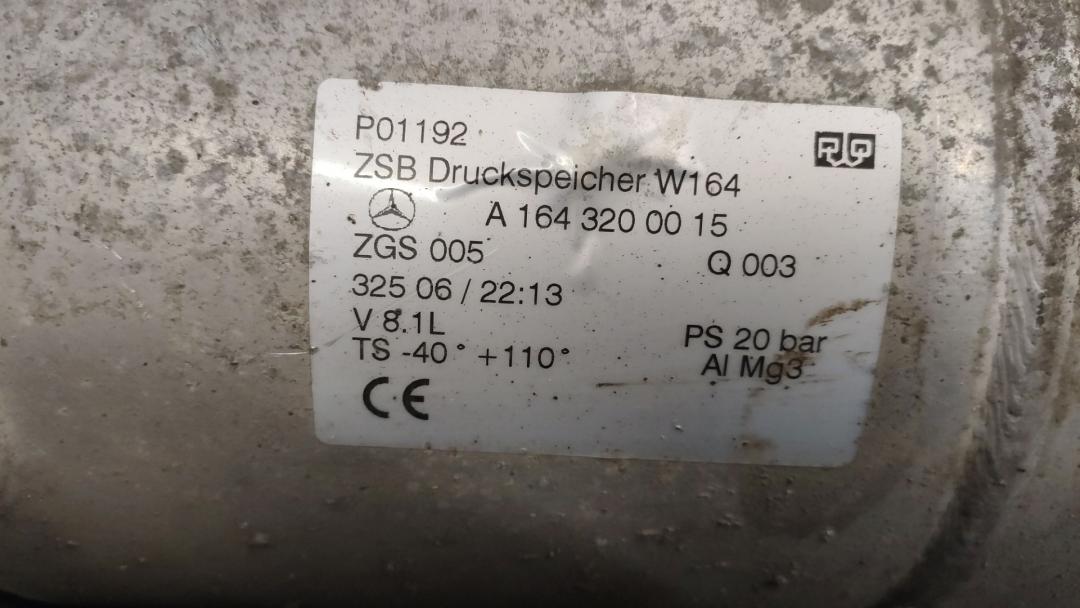 P01192
ZSB Druckspeicher W164
A 164 320 00 15
ZGS 005 Q 003
325 06 / 22:13
V 8.1L
PS 20 bar
TS -40° +110°
Al Mg3
CE